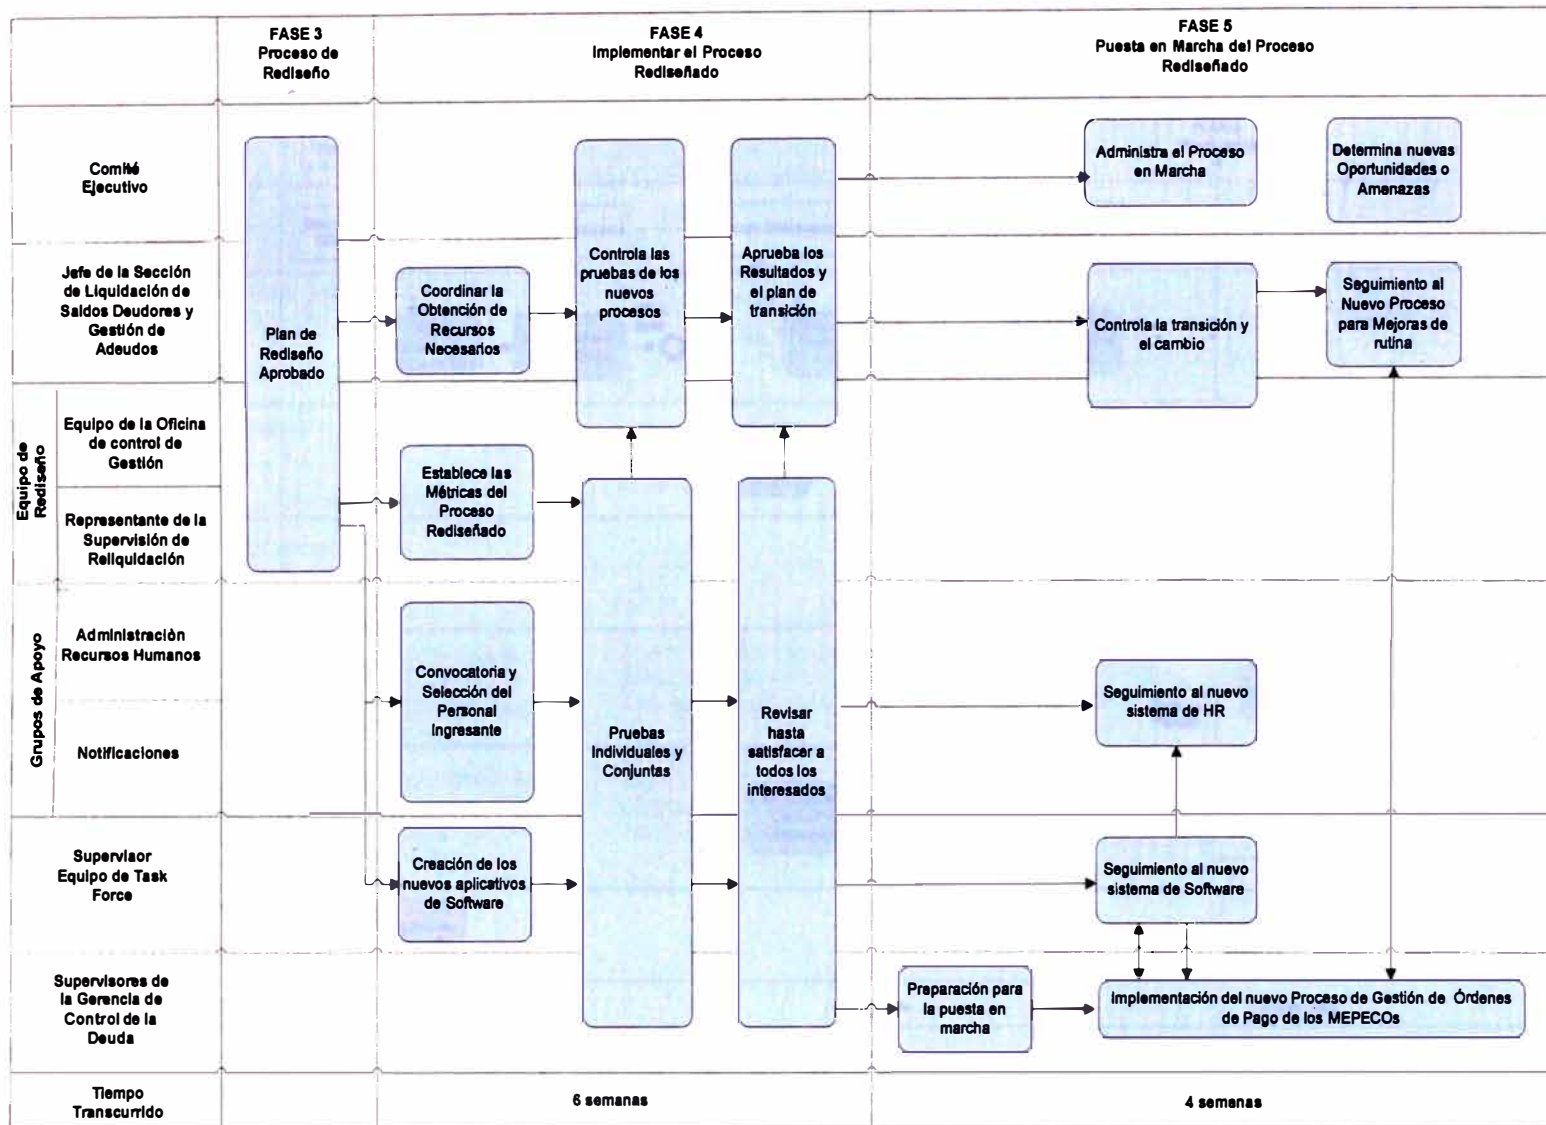 FASE 3
Proceso de
Rediseño
FASE 4
Implementar el Proceso
Rediseñado
FASE 5
Puesta en Marcha del Proceso
Rediseñado
Comité
Ejecutivo
Administra el Proceso
en Marcha
Determina nuevas
Oportunidades o
Amenazas
Jefe de la Sección
de Liquidación de
Saldos Deudores y
Gestión de
Adeudos
Plan de
Rediseño
Aprobado
Coordinar la
Obtención de
Recursos
Necesarios
Controla las
pruebas de los
nuevos
procesos
Aprueba los
Resultados y
el plan de
transición
Controla la transición y
el cambio
Seguimiento al
Nuevo Proceso
para Mejoras de
rutina
Equipo de
Rediseño
Equipo de la Oficina
de control de
Gestión
Representante de la
Supervisión de
Reliquidación
Establece las
Métricas del
Proceso
Rediseñado
Grupos de Apoyo
Administración
Recursos Humanos
Notificaciones
Convocatoria y
Selección del
Personal
Ingresante
Pruebas
Individuales y
Conjuntas
Revisar
hasta
satisfacer a
todos los
interesados
Seguimiento al nuevo
sistema de HR
Supervisor
Equipo de Task
Force
Creación de los
nuevos aplicativos
de Software
Seguimiento al nuevo
sistema de Software
Supervisores de
la Gerencia de
Control de la
Deuda
Preparación para
la puesta en
marcha
Implementación del nuevo Proceso de Gestión de Órdenes
de Pago de los MEPECOs
Tiempo
Transcurrido
6 semanas
4 semanas